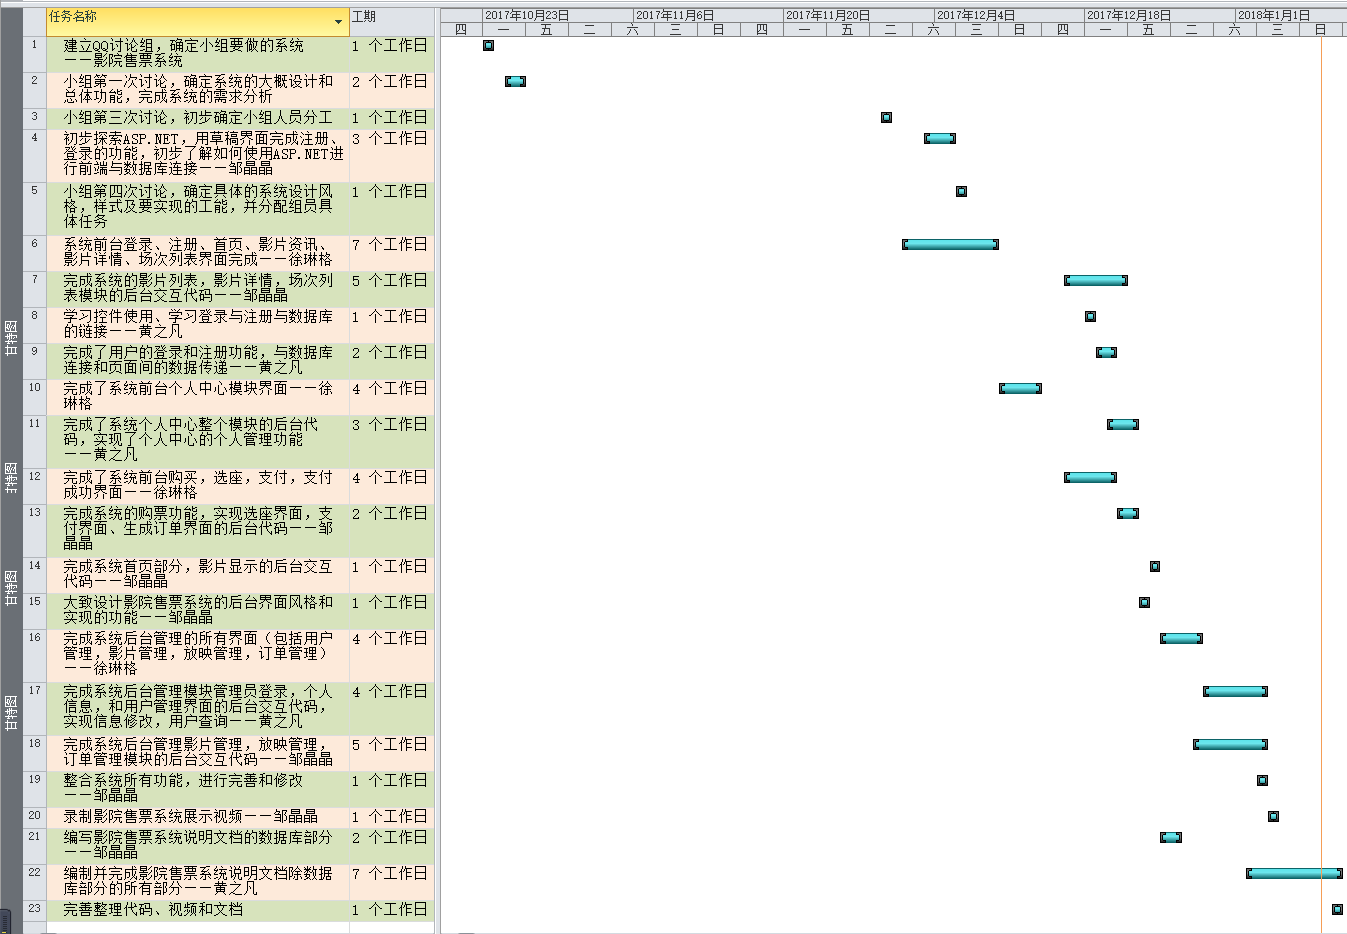 任务名称 工期
2017年10月23日 2017年11月6日 2017年11月20日 2017年12月4日 2017年12月18日 2018年1月1日
四 一 五 二 六 三 日 四 一 五 二 六 三 日 四 一 五 二 六 三 日
1 建立QQ讨论组，确定小组要做的系统 1 个工作日
——影院售票系统
2 小组第一次讨论，确定系统的大概设计和 2 个工作日
总体功能，完成系统的需求分析
3 小组第三次讨论，初步确定小组人员分工 1 个工作日
4 初步探索ASP.NET，用草稿界面完成注册、 3 个工作日
登录的功能，初步了解如何使用ASP.NET进
行前端与数据库连接——邹晶晶
5 小组第四次讨论，确定具体的系统设计风 1 个工作日
格，样式及要实现的工能，并分配组员具
体任务
6 系统前台登录、注册、首页、影片资讯、 7 个工作日
影片详情、场次列表界面完成——徐琳格
7 完成系统的影片列表，影片详情，场次列 5 个工作日
表模块的后台交互代码——邹晶晶
8 学习控件使用、学习登录与注册与数据库 1 个工作日
的链接——黄之凡
9 完成了用户的登录和注册功能，与数据库 2 个工作日
连接和页面间的数据传递——黄之凡
10 完成了系统前台个人中心模块界面——徐 4 个工作日
琳格
11 完成了系统个人中心整个模块的后台代 3 个工作日
码，实现了个人中心的个人管理功能
——黄之凡
12 完成了系统前台购买，选座，支付，支付 4 个工作日
成功界面——徐琳格
13 完成系统的购票功能，实现选座界面，支 2 个工作日
付界面、生成订单界面的后台代码——邹
晶晶
14 完成系统首页部分，影片显示的后台交互 1 个工作日
代码——邹晶晶
15 大致设计影院售票系统的后台界面风格和 1 个工作日
实现的功能——邹晶晶
16 完成系统后台管理的所有界面（包括用户 4 个工作日
管理，影片管理，放映管理，订单管理）
——徐琳格
17 完成系统后台管理模块管理员登录，个人 4 个工作日
信息，和用户管理界面的后台交互代码，
实现信息修改，用户查询——黄之凡
18 完成系统后台管理影片管理，放映管理， 5 个工作日
订单管理模块的后台交互代码——邹晶晶
19 整合系统所有功能，进行完善和修改 1 个工作日
——邹晶晶
20 录制影院售票系统展示视频——邹晶晶 1 个工作日
21 编写影院售票系统说明文档的数据库部分 2 个工作日
——邹晶晶
22 编制并完成影院售票系统说明文档除数据 7 个工作日
库部分的所有部分——黄之凡
23 完善整理代码、视频和文档 1 个工作日
甘特图
甘特图
甘特图
甘特图